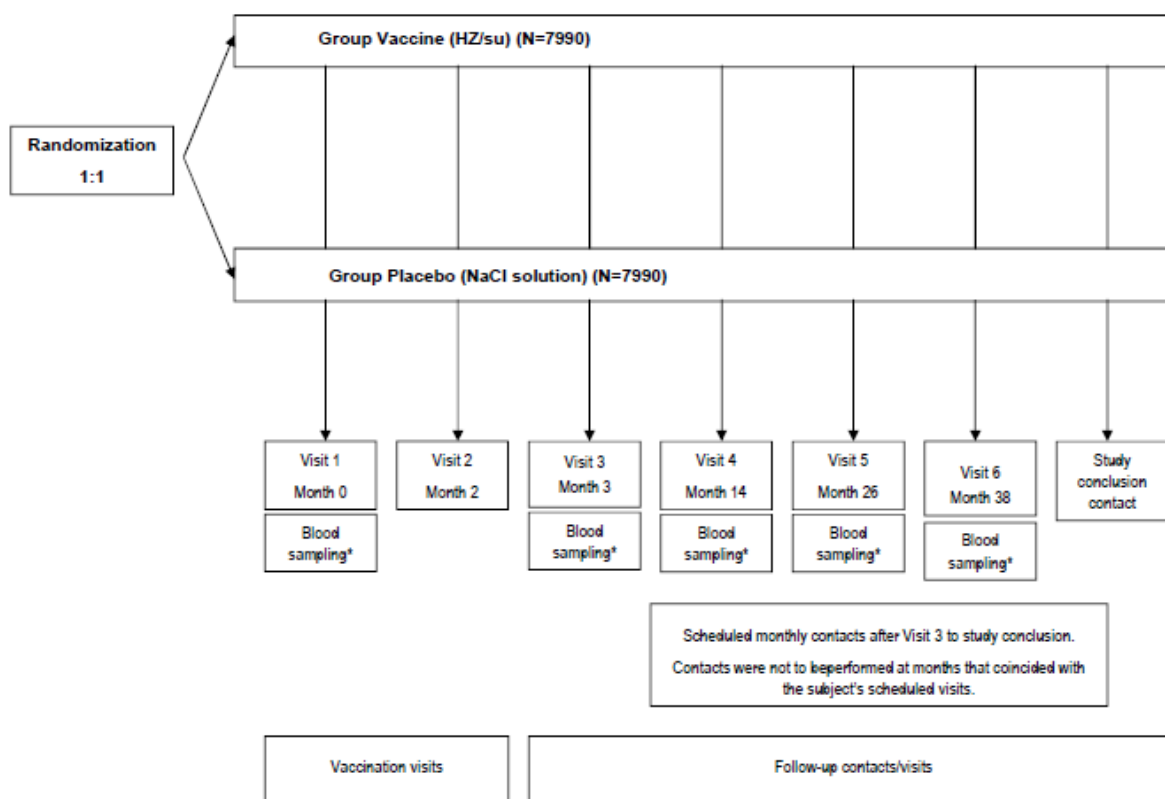 Group Vaccine (HZ/su) (N=7990)
Randomization
1:1
Group Placebo (NaCl solution) (N=7990)
Visit 1
Month 0
Visit 2
Month 2
Visit 3
Month 3
Visit 4
Month 14
Visit 5
Month 26
Visit 6
Month 38
Study
conclusion
contact
Blood
sampling*
Blood
sampling*
Blood
sampling*
Blood
sampling*
Blood
sampling*
Scheduled monthly contacts after Visit 3 to study conclusion.
Contacts were not to beperformed at months that coincided with
the subject's scheduled visits.
Vaccination visits
Follow-up contacts/visits